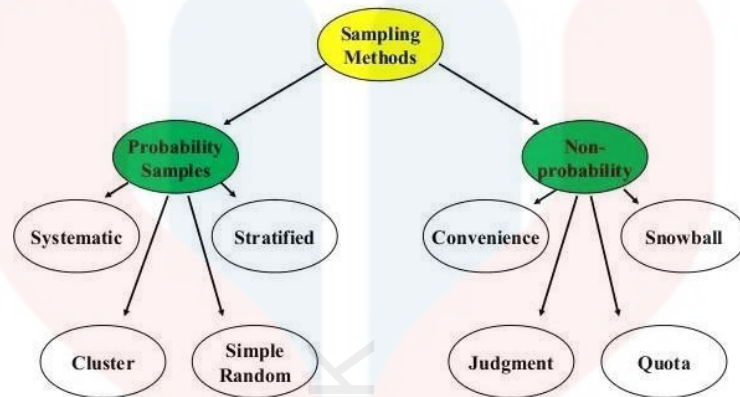 Sampling
Methods
Probability
Samples
Non-
probability
Systematic
Stratified
Convenience
Snowball
Cluster
Simple
Random
Judgment
Quota